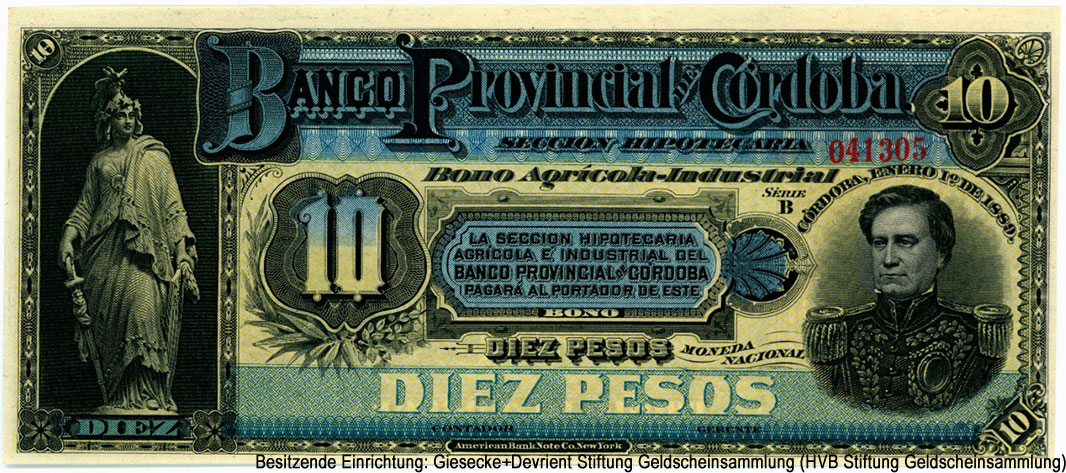 10
BANCO PROVINCIAL DE CÓRDOBA.
10
SECCION HIPOTECARIA
041305
Bono Agrícola-Industrial
SÉRIE
B
CÓRDOBA, ENERO 1º DE 1889.
10
LA SECCION HIPOTECARIA
AGRÍCOLA É INDUSTRIAL DEL
BANCO PROVINCIAL DE CÓRDOBA
PAGARÁ AL PORTADOR DE ESTE
BONO
DIEZ PESOS
MONEDA
NACIONAL
DIEZ PESOS
DIEZ
CONTADOR
GERENTE
10
American Bank Note Co. New York
Besitzende Einrichtung: Giesecke+Devrient Stiftung Geldscheinsammlung (HVB Stiftung Geldscheinsammlung)